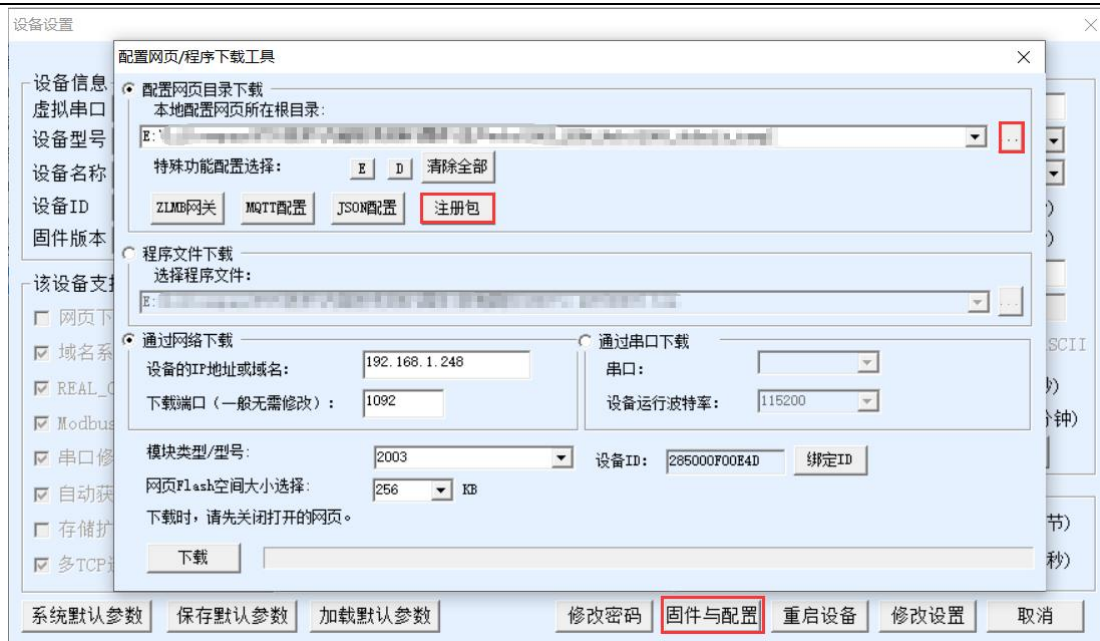 设备设置
配置网页/程序下载工具
设备信息
虚拟串口
设备型号
设备名称
设备ID
固件版本
配置网页目录下载
本地配置网页所在根目录:
E:
...
特殊功能配置选择:
E D 清除全部
ZLMB网关 MQTT配置 JSON配置 注册包
程序文件下载
选择程序文件:
E:
...
该设备支
网页下
域名系
REAL_
Modbus
串口修
自动获
存储扩
多TCP
通过网络下载
设备的IP地址或域名: 192.168.1.248
下载端口（一般无需修改）: 1092
通过串口下载
串口:
设备运行波特率: 115200
模块类型/型号: 2003
设备ID: 285000F00E4D 绑定ID
网页Flash空间大小选择: 256 KB
下载时，请先关闭打开的网页。
下载
SCII
钟)
节)
秒)
系统默认参数 保存默认参数 加载默认参数 修改密码 固件与配置 重启设备 修改设置 取消